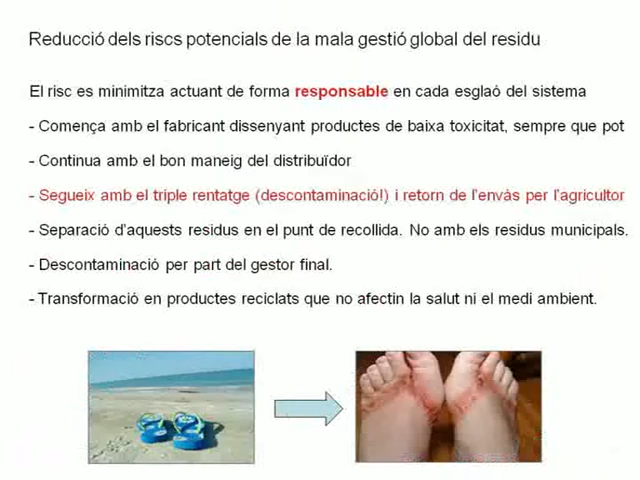 Reducció dels riscs potencials de la mala gestió global del residu
El risc es minimitza actuant de forma responsable en cada esglaó del sistema
- Comença amb el fabricant dissenyant productes de baixa toxicitat, sempre que pot
- Continua amb el bon maneig del distribuïdor
- Segueix amb el triple rentatge (descontaminació!) i retorn de l'envàs per l'agricultor
- Separació d'aquests residus en el punt de recollida. No amb els residus municipals.
- Descontaminació per part del gestor final.
- Transformació en productes reciclats que no afectin la salut ni el medi ambient.